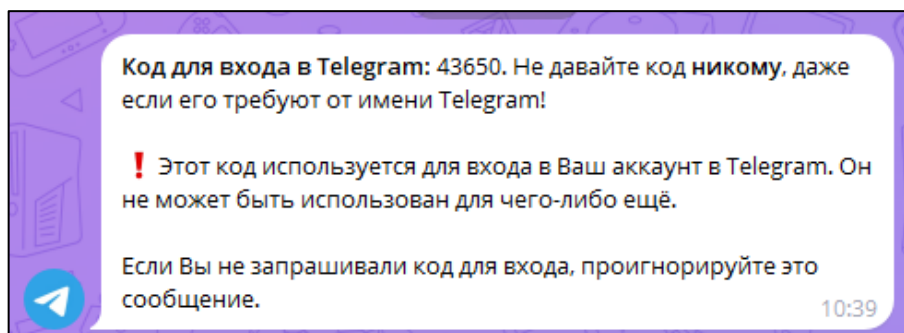 Код для входа в Telegram: 43650. Не давайте код никому, даже
если его требуют от имени Telegram!
❗ Этот код используется для входа в Ваш аккаунт в Telegram. Он
не может быть использован для чего-либо ещё.
Если Вы не запрашивали код для входа, проигнорируйте это
сообщение.
10:39